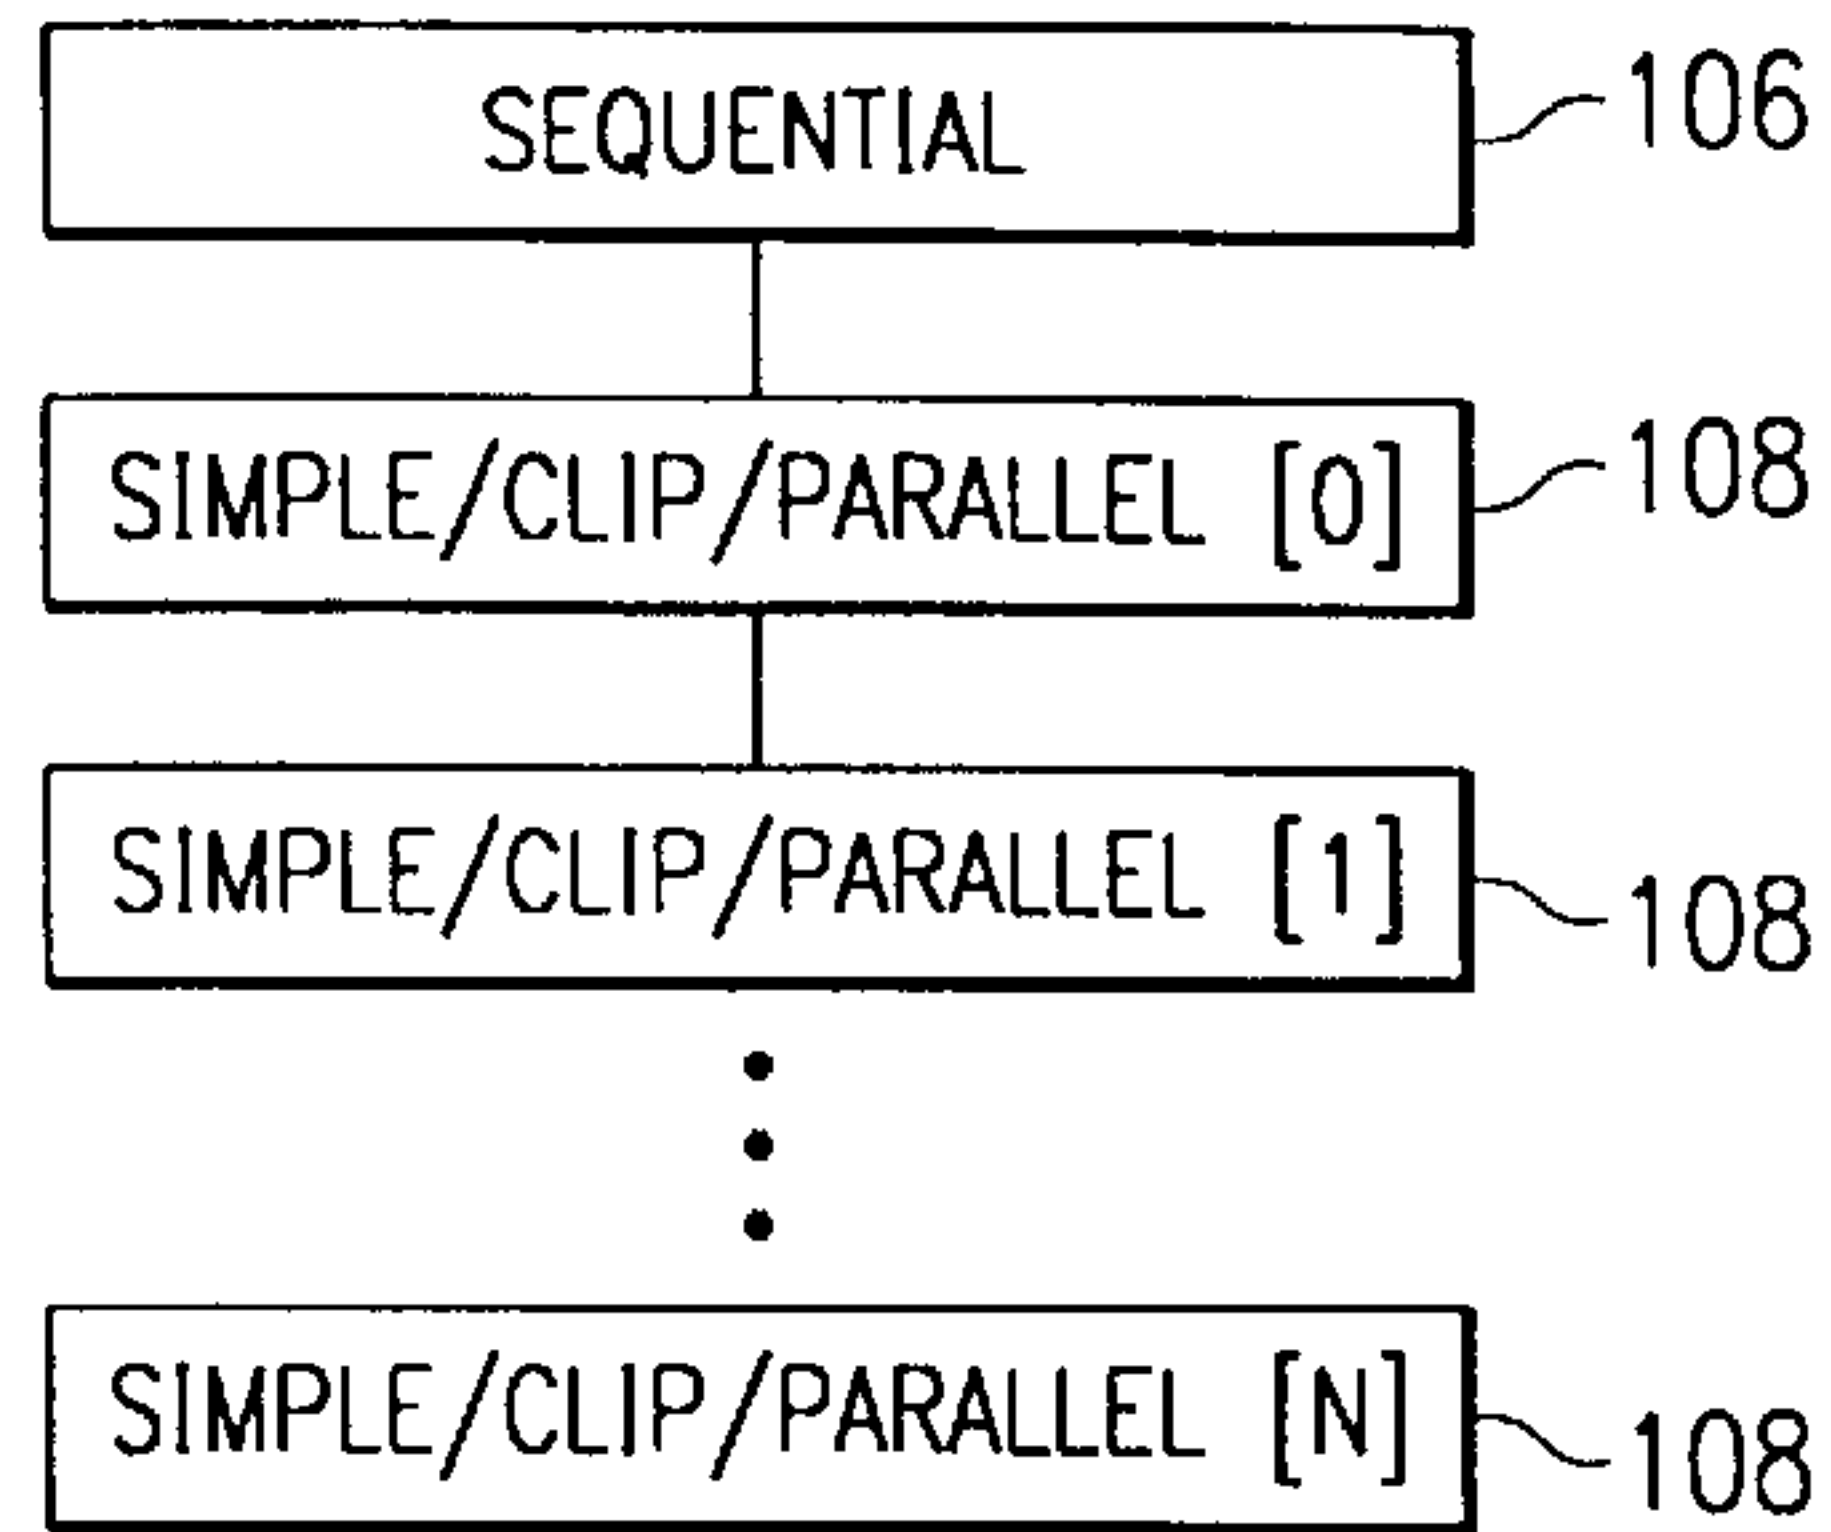 SEQUENTIAL 106
SIMPLE/CLIP/PARALLEL [0] 108
SIMPLE/CLIP/PARALLEL [1] 108
SIMPLE/CLIP/PARALLEL [N] 108